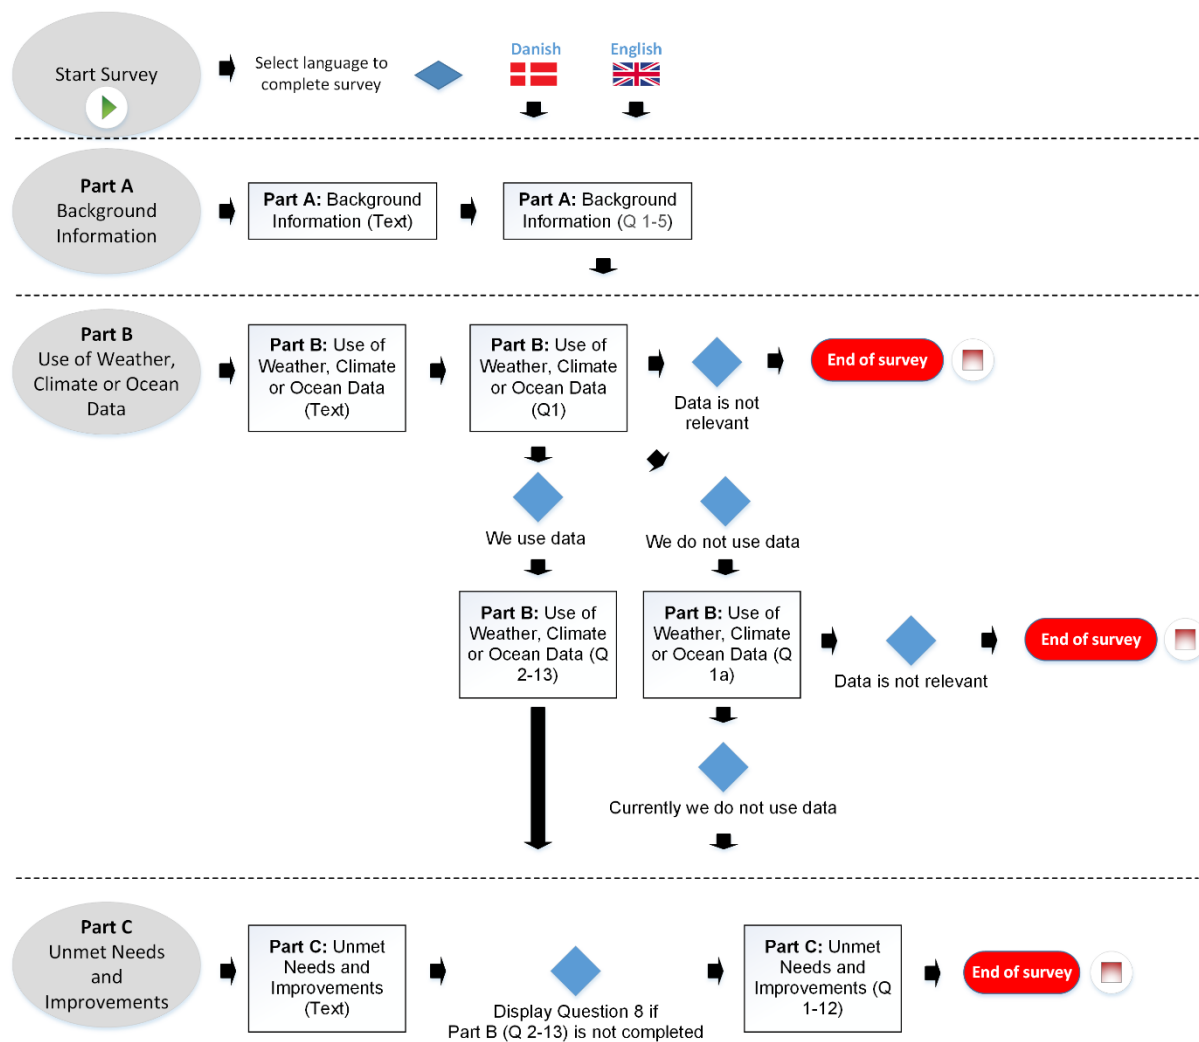 Start Survey
Select language to
complete survey
Danish
English
Part A
Background
Information
Part A: Background
Information (Text)
Part A: Background
Information (Q 1-5)
Part B
Use of Weather,
Climate or Ocean
Data
Part B: Use of
Weather, Climate
or Ocean Data
(Text)
Part B: Use of
Weather, Climate
or Ocean Data
(Q1)
Data is not
relevant
End of survey
We use data
We do not use data
Part B: Use of
Weather, Climate
or Ocean Data (Q
2-13)
Part B: Use of
Weather, Climate
or Ocean Data (Q
1a)
Data is not relevant
End of survey
Currently we do not use data
Part C
Unmet Needs
and
Improvements
Part C: Unmet
Needs and
Improvements
(Text)
Display Question 8 if
Part B (Q 2-13) is not completed
Part C: Unmet
Needs and
Improvements (Q
1-12)
End of survey